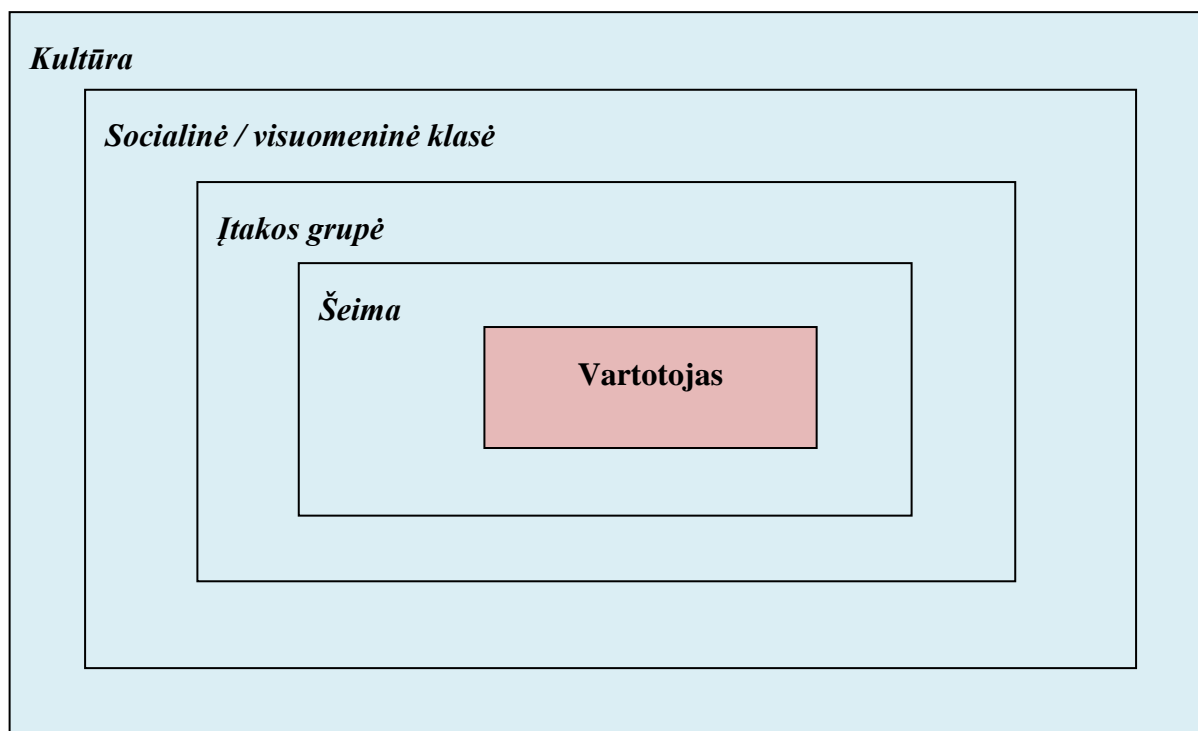 Kultūra
Socialinė / visuomeninė klasė
Įtakos grupė
Šeima
Vartotojas